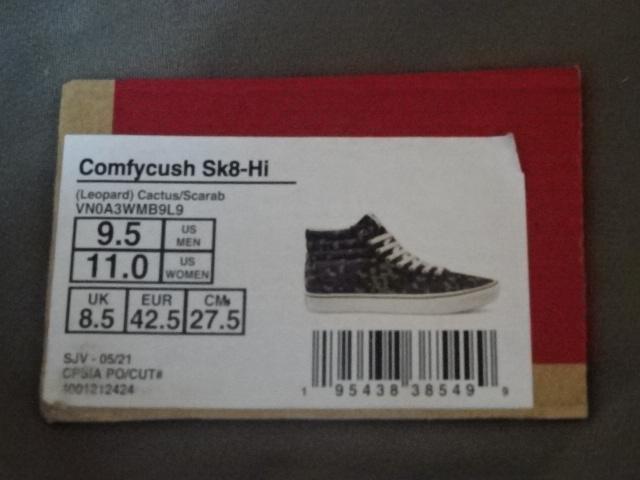 Comfycush Sk8-Hi
(Leopard) Cactus/Scarab
VN0A3WMB9L9
9.5 US MEN
11.0 US WOMEN
UK EUR CM
8.5 42.5 27.5
SJV - 05/21
CPSIA PO/CUT#
1001212424
1 95438 38549 9